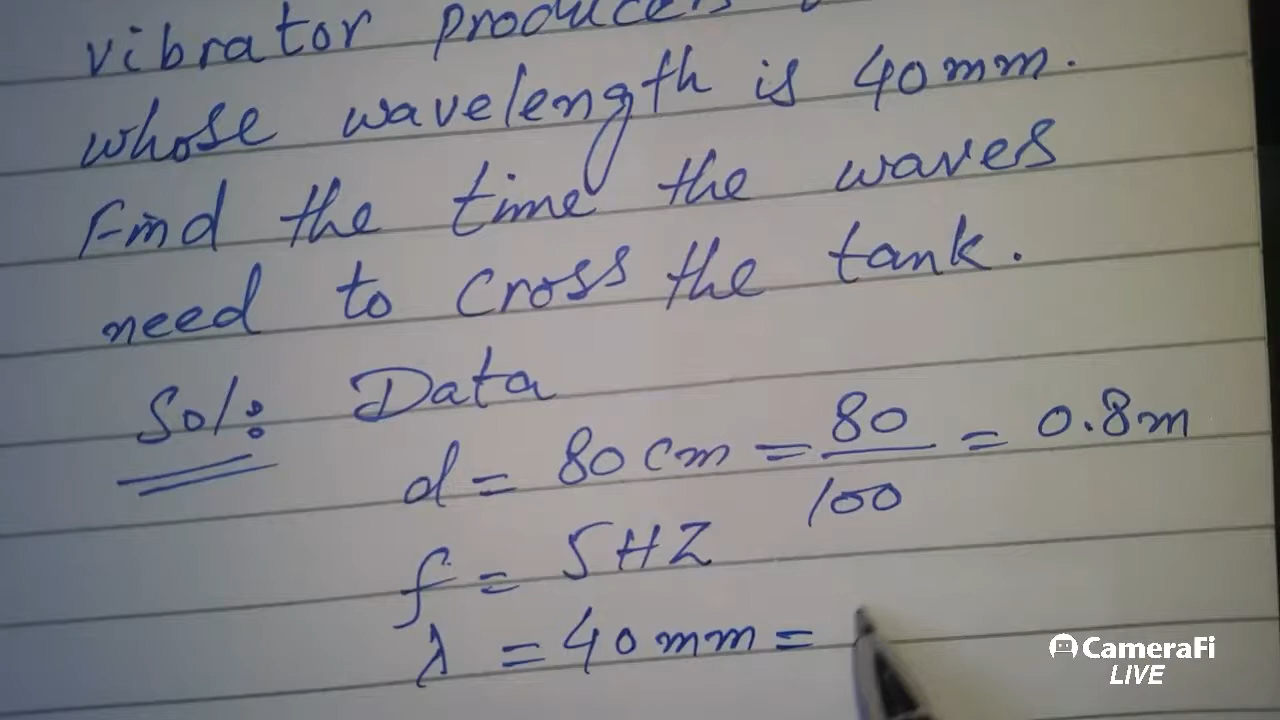 vibrator produces
whose wavelength is 40mm.
Find the time the waves
need to cross the tank.
Sol: Data
d = 80cm = 80/100 = 0.8m
f = 5HZ
λ = 40mm =
CameraFi
LIVE